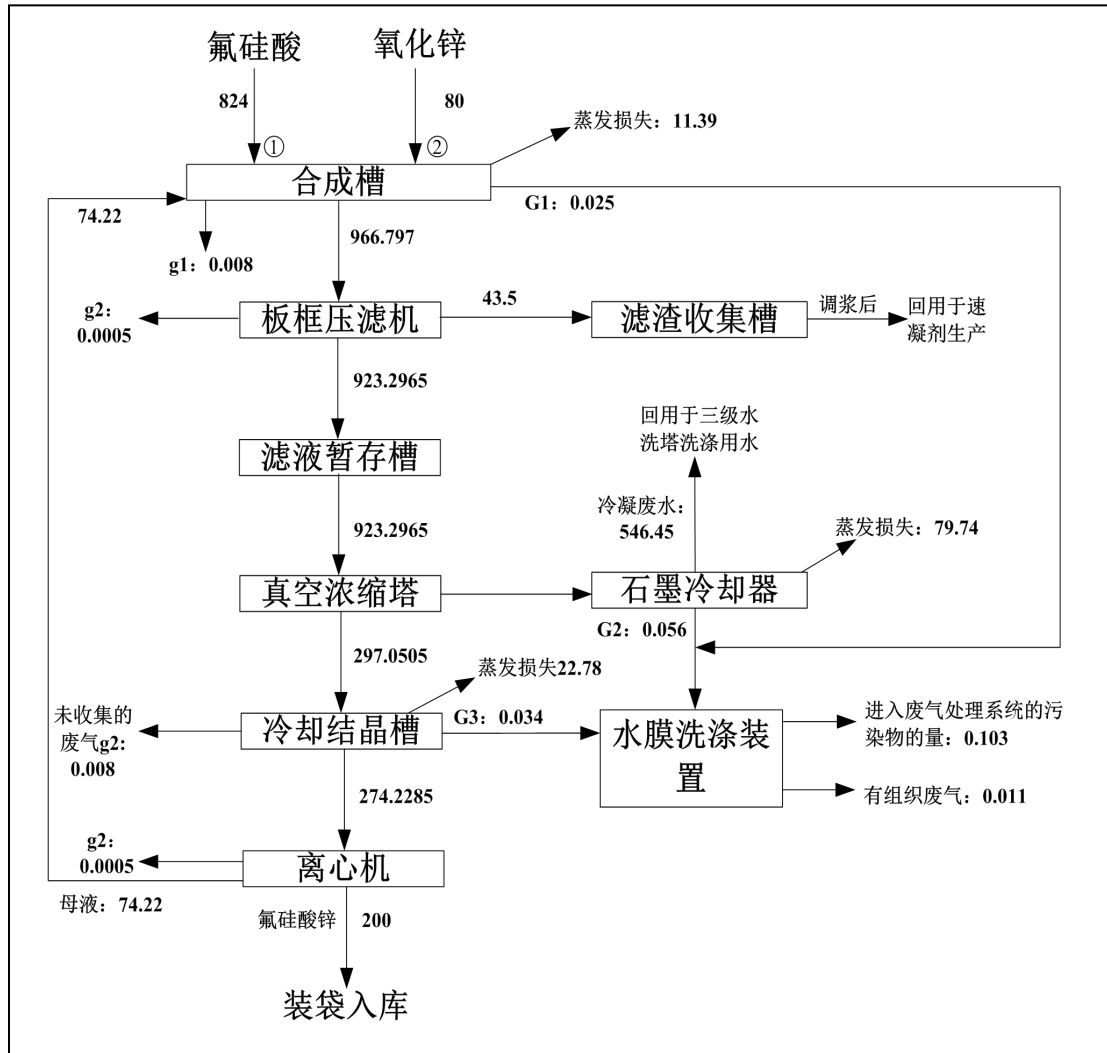 氟硅酸
氧化锌
824
80
蒸发损失：11.39
①
②
合成槽
74.22
G1：0.025
966.797
g1：0.008
g2：
0.0005
板框压滤机
43.5
滤渣收集槽
调浆后
回用于速
凝剂生产
923.2965
回用于三级水
洗塔洗涤用水
滤液暂存槽
冷凝废水：
546.45
蒸发损失：79.74
923.2965
真空浓缩塔
石墨冷却器
G2：0.056
297.0505
蒸发损失22.78
未收集的
废气g2：
0.008
冷却结晶槽
G3：0.034
水膜洗涤装
置
进入废气处理系统的污
染物的量：0.103
有组织废气：0.011
274.2285
g2：
0.0005
离心机
母液：74.22
氟硅酸锌
200
装袋入库